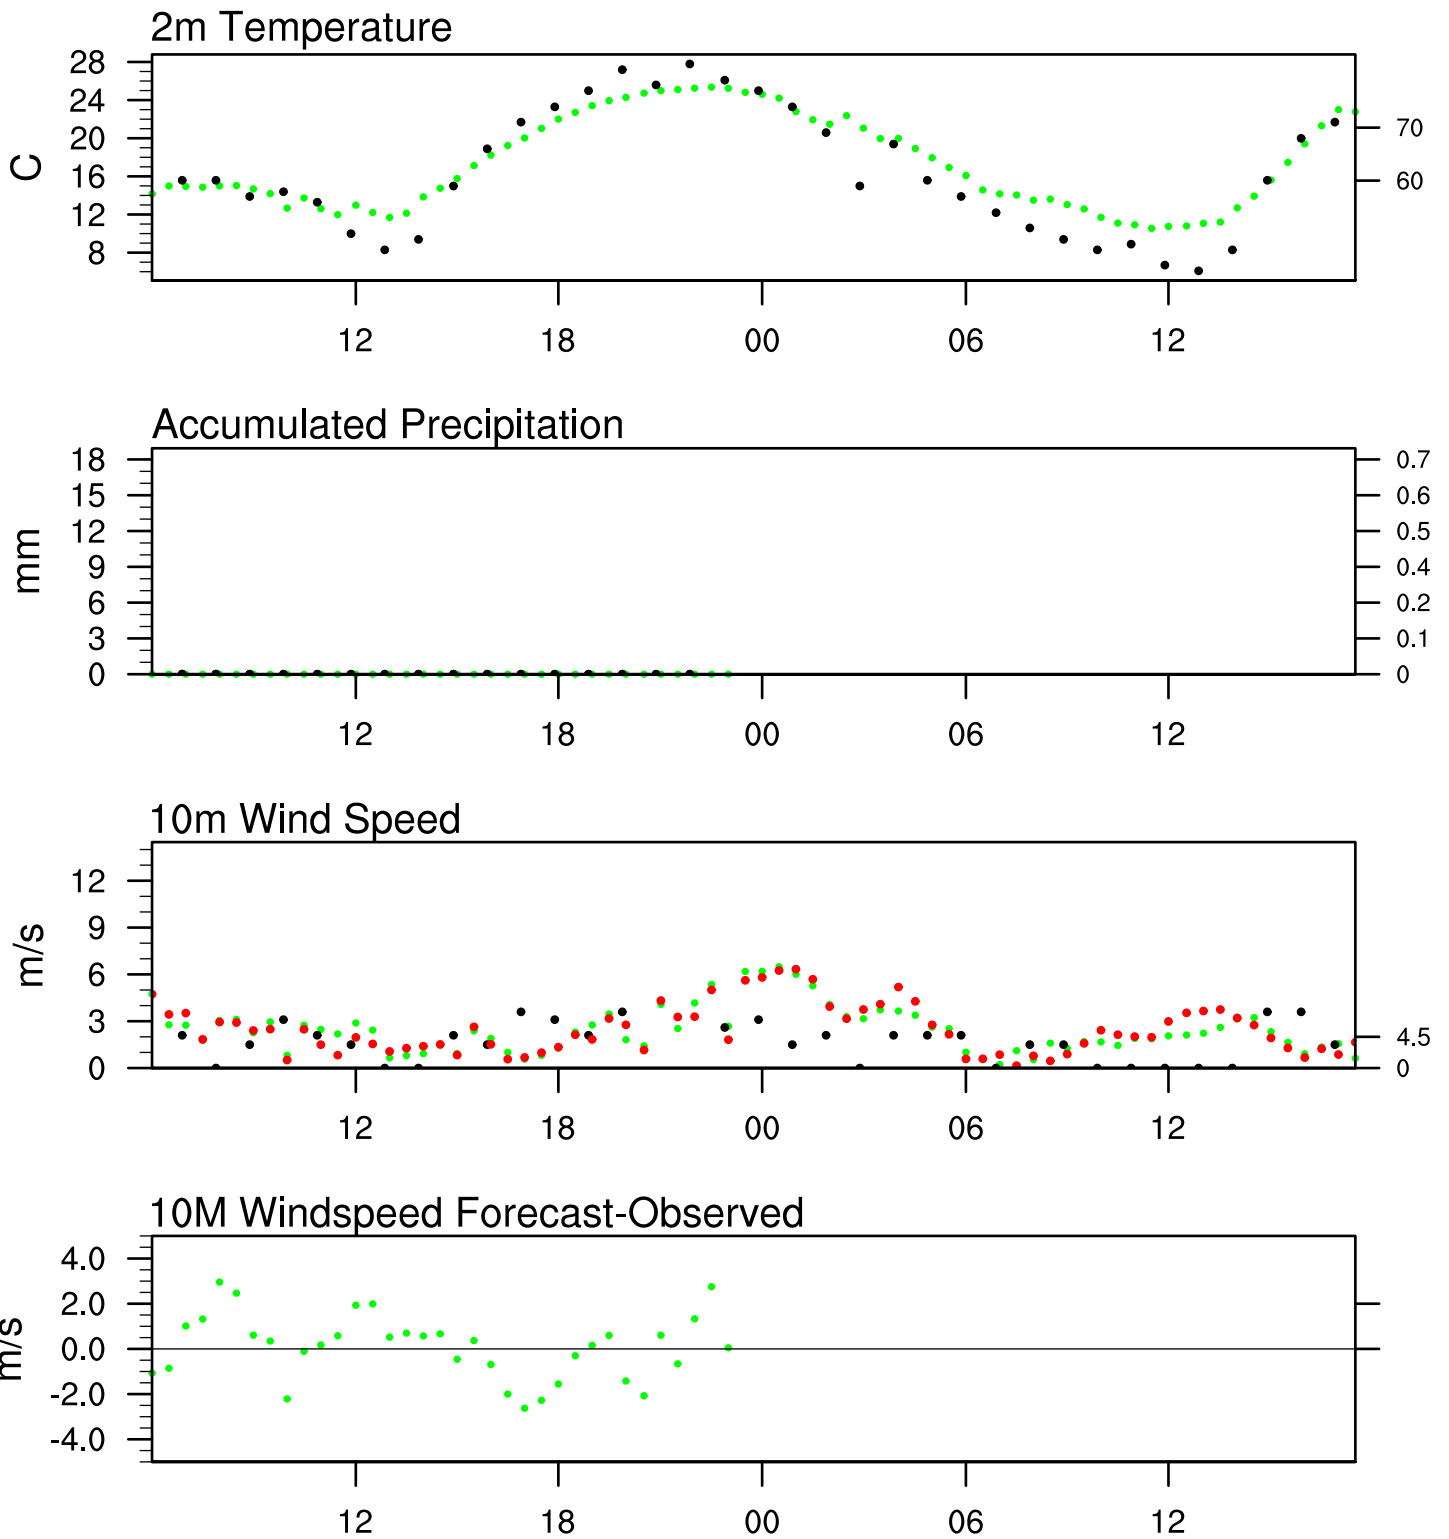 2m Temperature
28
24
20
16
12
8
C
70
60
12 18 00 06 12
Accumulated Precipitation
18
15
12
9
6
3
0
mm
0.7
0.6
0.5
0.4
0.2
0.1
0
12 18 00 06 12
10m Wind Speed
12
9
6
3
0
m/s
4.5
0
12 18 00 06 12
10M Windspeed Forecast-Observed
4.0
2.0
0.0
-2.0
-4.0
m/s
12 18 00 06 12